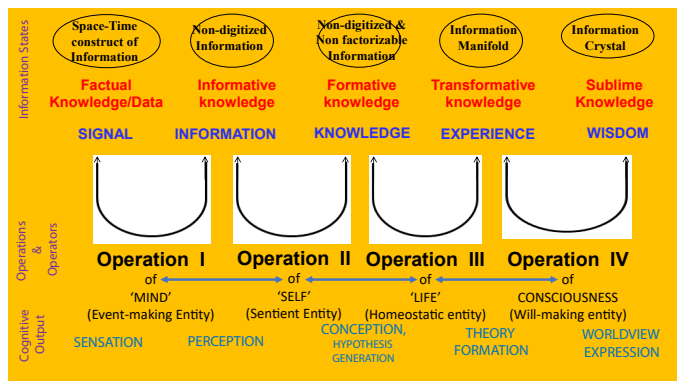 Information States
Space-Time
construct of
Information
Non-digitized
Information
Non-digitized &
Non factorizable
Information
Information
Manifold
Information
Crystal
Factual
Knowledge/Data
Informative
knowledge
Formative
knowledge
Transformative
knowledge
Sublime
Knowledge
SIGNAL
INFORMATION
KNOWLEDGE
EXPERIENCE
WISDOM
Operations
&
Operators
Operation I
Operation II
Operation III
Operation IV
of
of
of
of
‘MIND’
‘SELF’
‘LIFE’
CONSCIOUSNESS
(Event-making Entity)
(Sentient Entity)
(Homeostatic entity)
(Will-making entity)
Cognitive
Output
SENSATION
PERCEPTION
CONCEPTION,
HYPOTHESIS
GENERATION
THEORY
FORMATION
WORLDVIEW
EXPRESSION